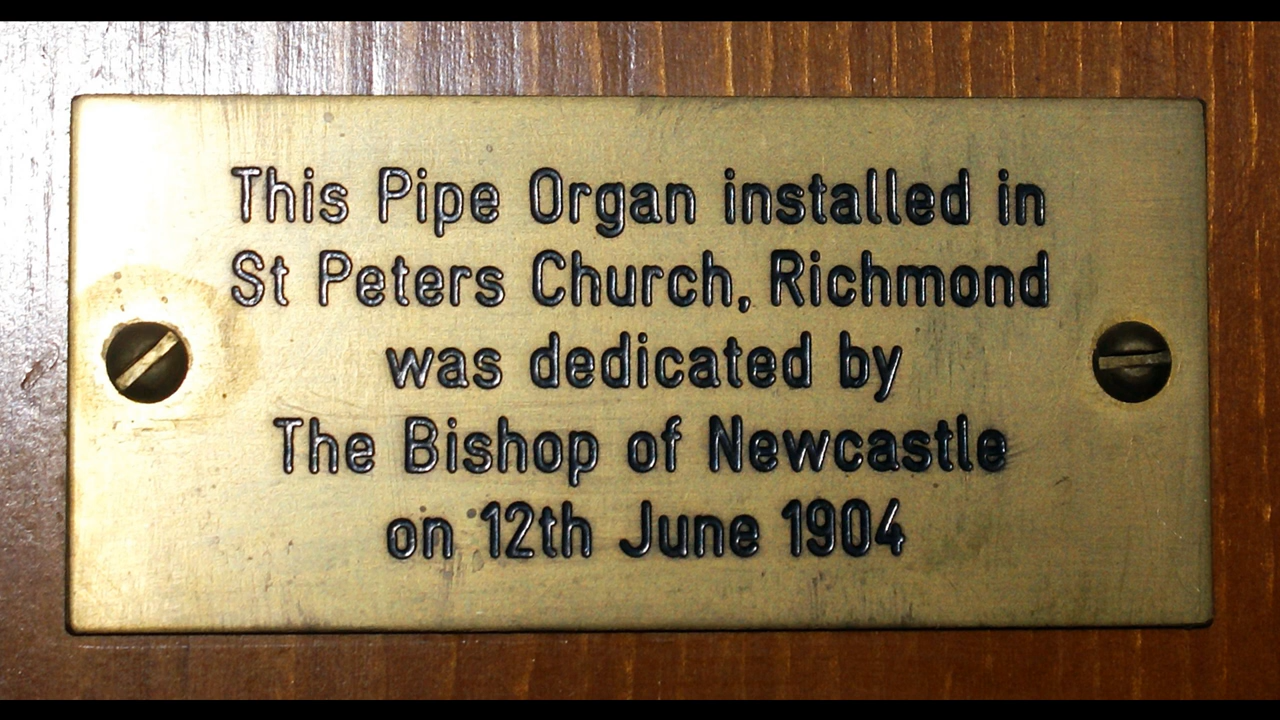 This Pipe Organ installed in
St Peters Church, Richmond
was dedicated by
The Bishop of Newcastle
on 12th June 1904